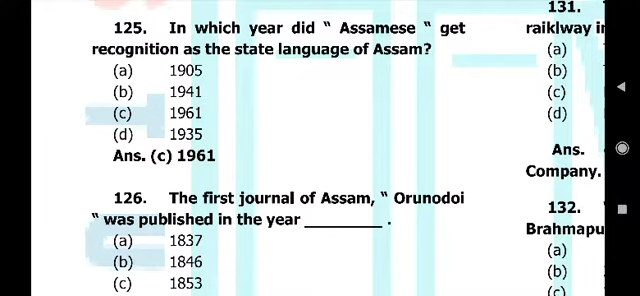 125. In which year did " Assamese " get
recognition as the state language of Assam?
(a) 1905
(b) 1941
(c) 1961
(d) 1935
Ans. (c) 1961
126. The first journal of Assam, " Orunodoi
" was published in the year ________ .
(a) 1837
(b) 1846
(c) 1853
131.
raiklway
(a)
(b)
(c)
(d)
Ans.
Company.
132.
Brahmapu
(a)
(b)
(c)